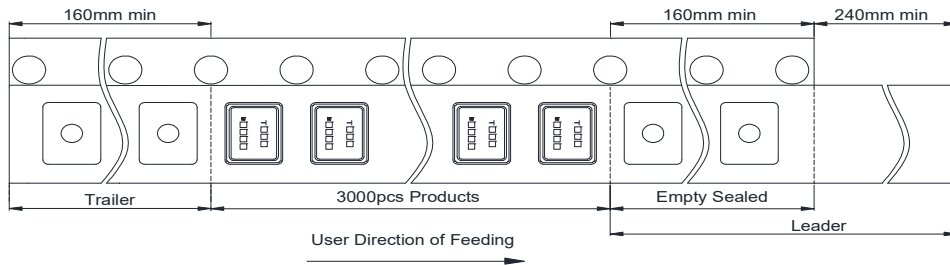 160mm min
160mm min
240mm min
Trailer
3000pcs Products
Empty Sealed
Leader
User Direction of Feeding